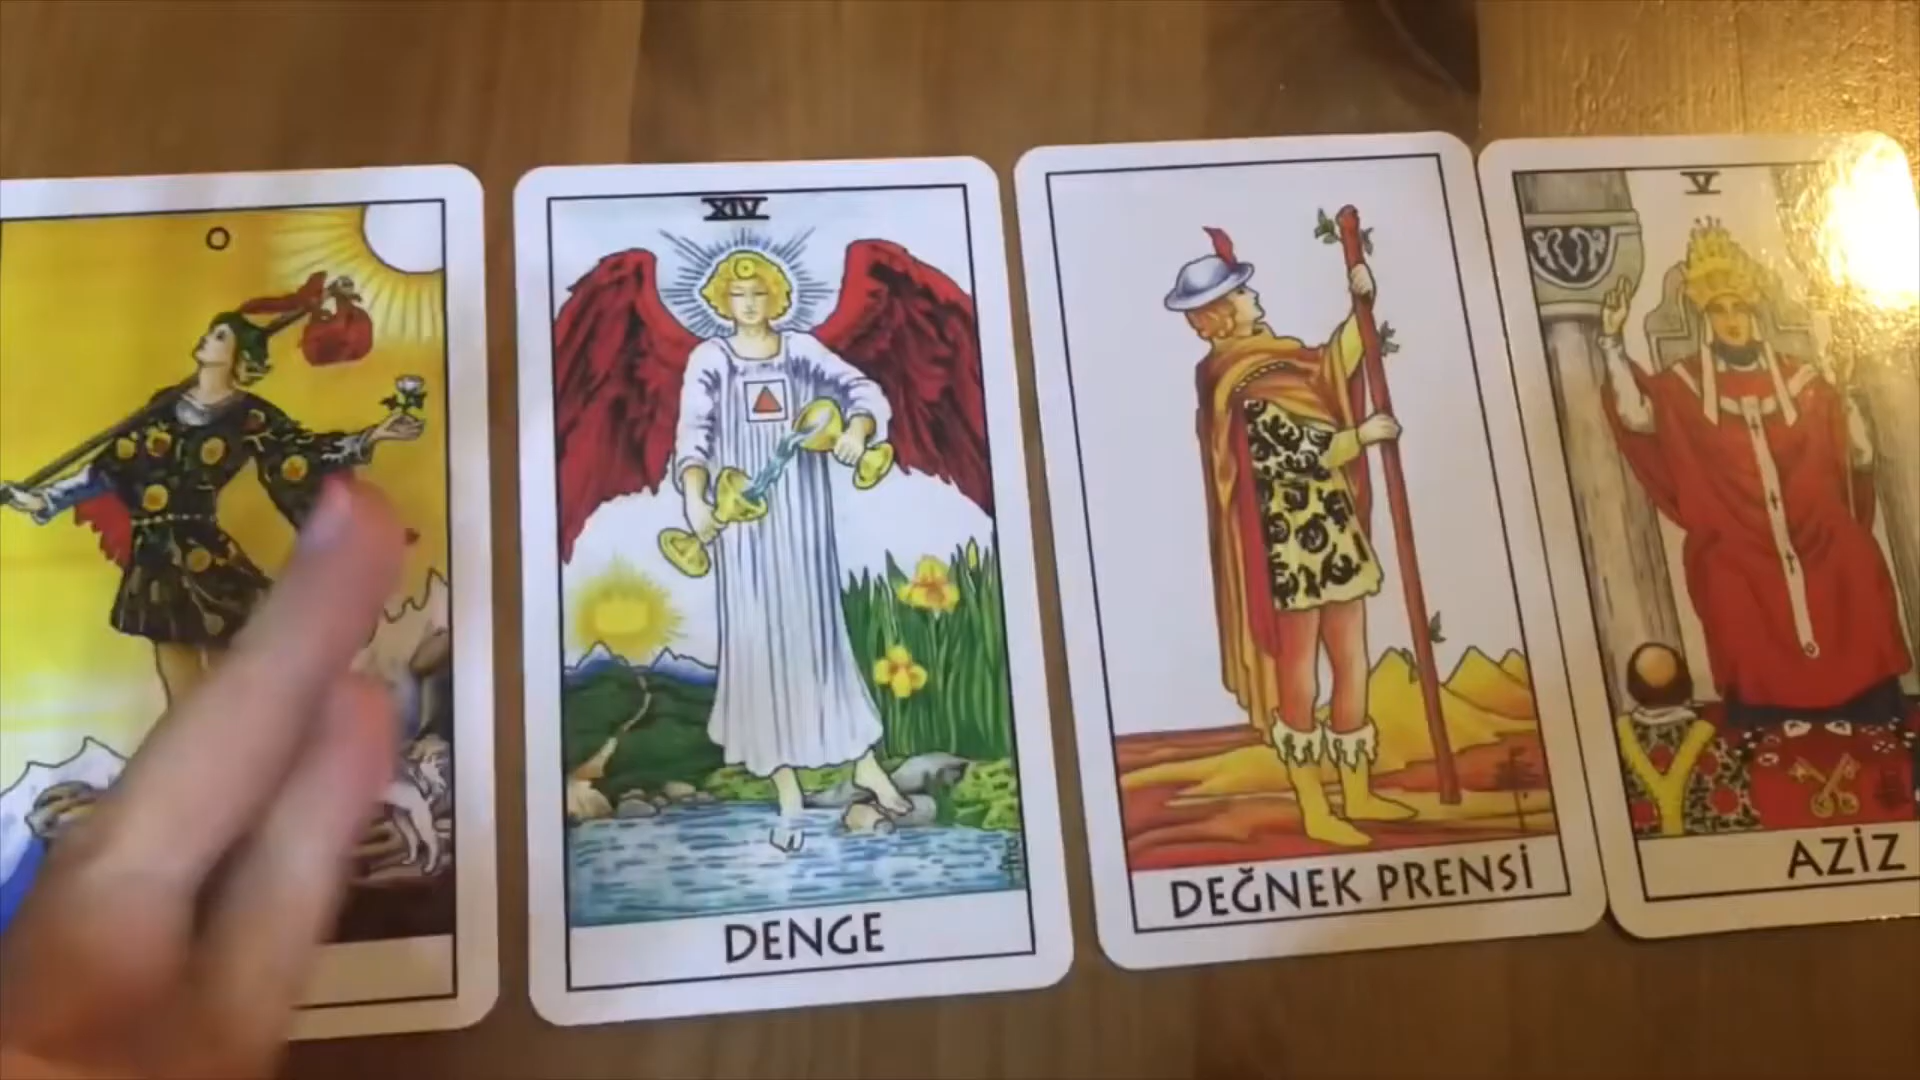 O
XIV
DENGE
DEĞNEK PRENSİ
V
AZİZ